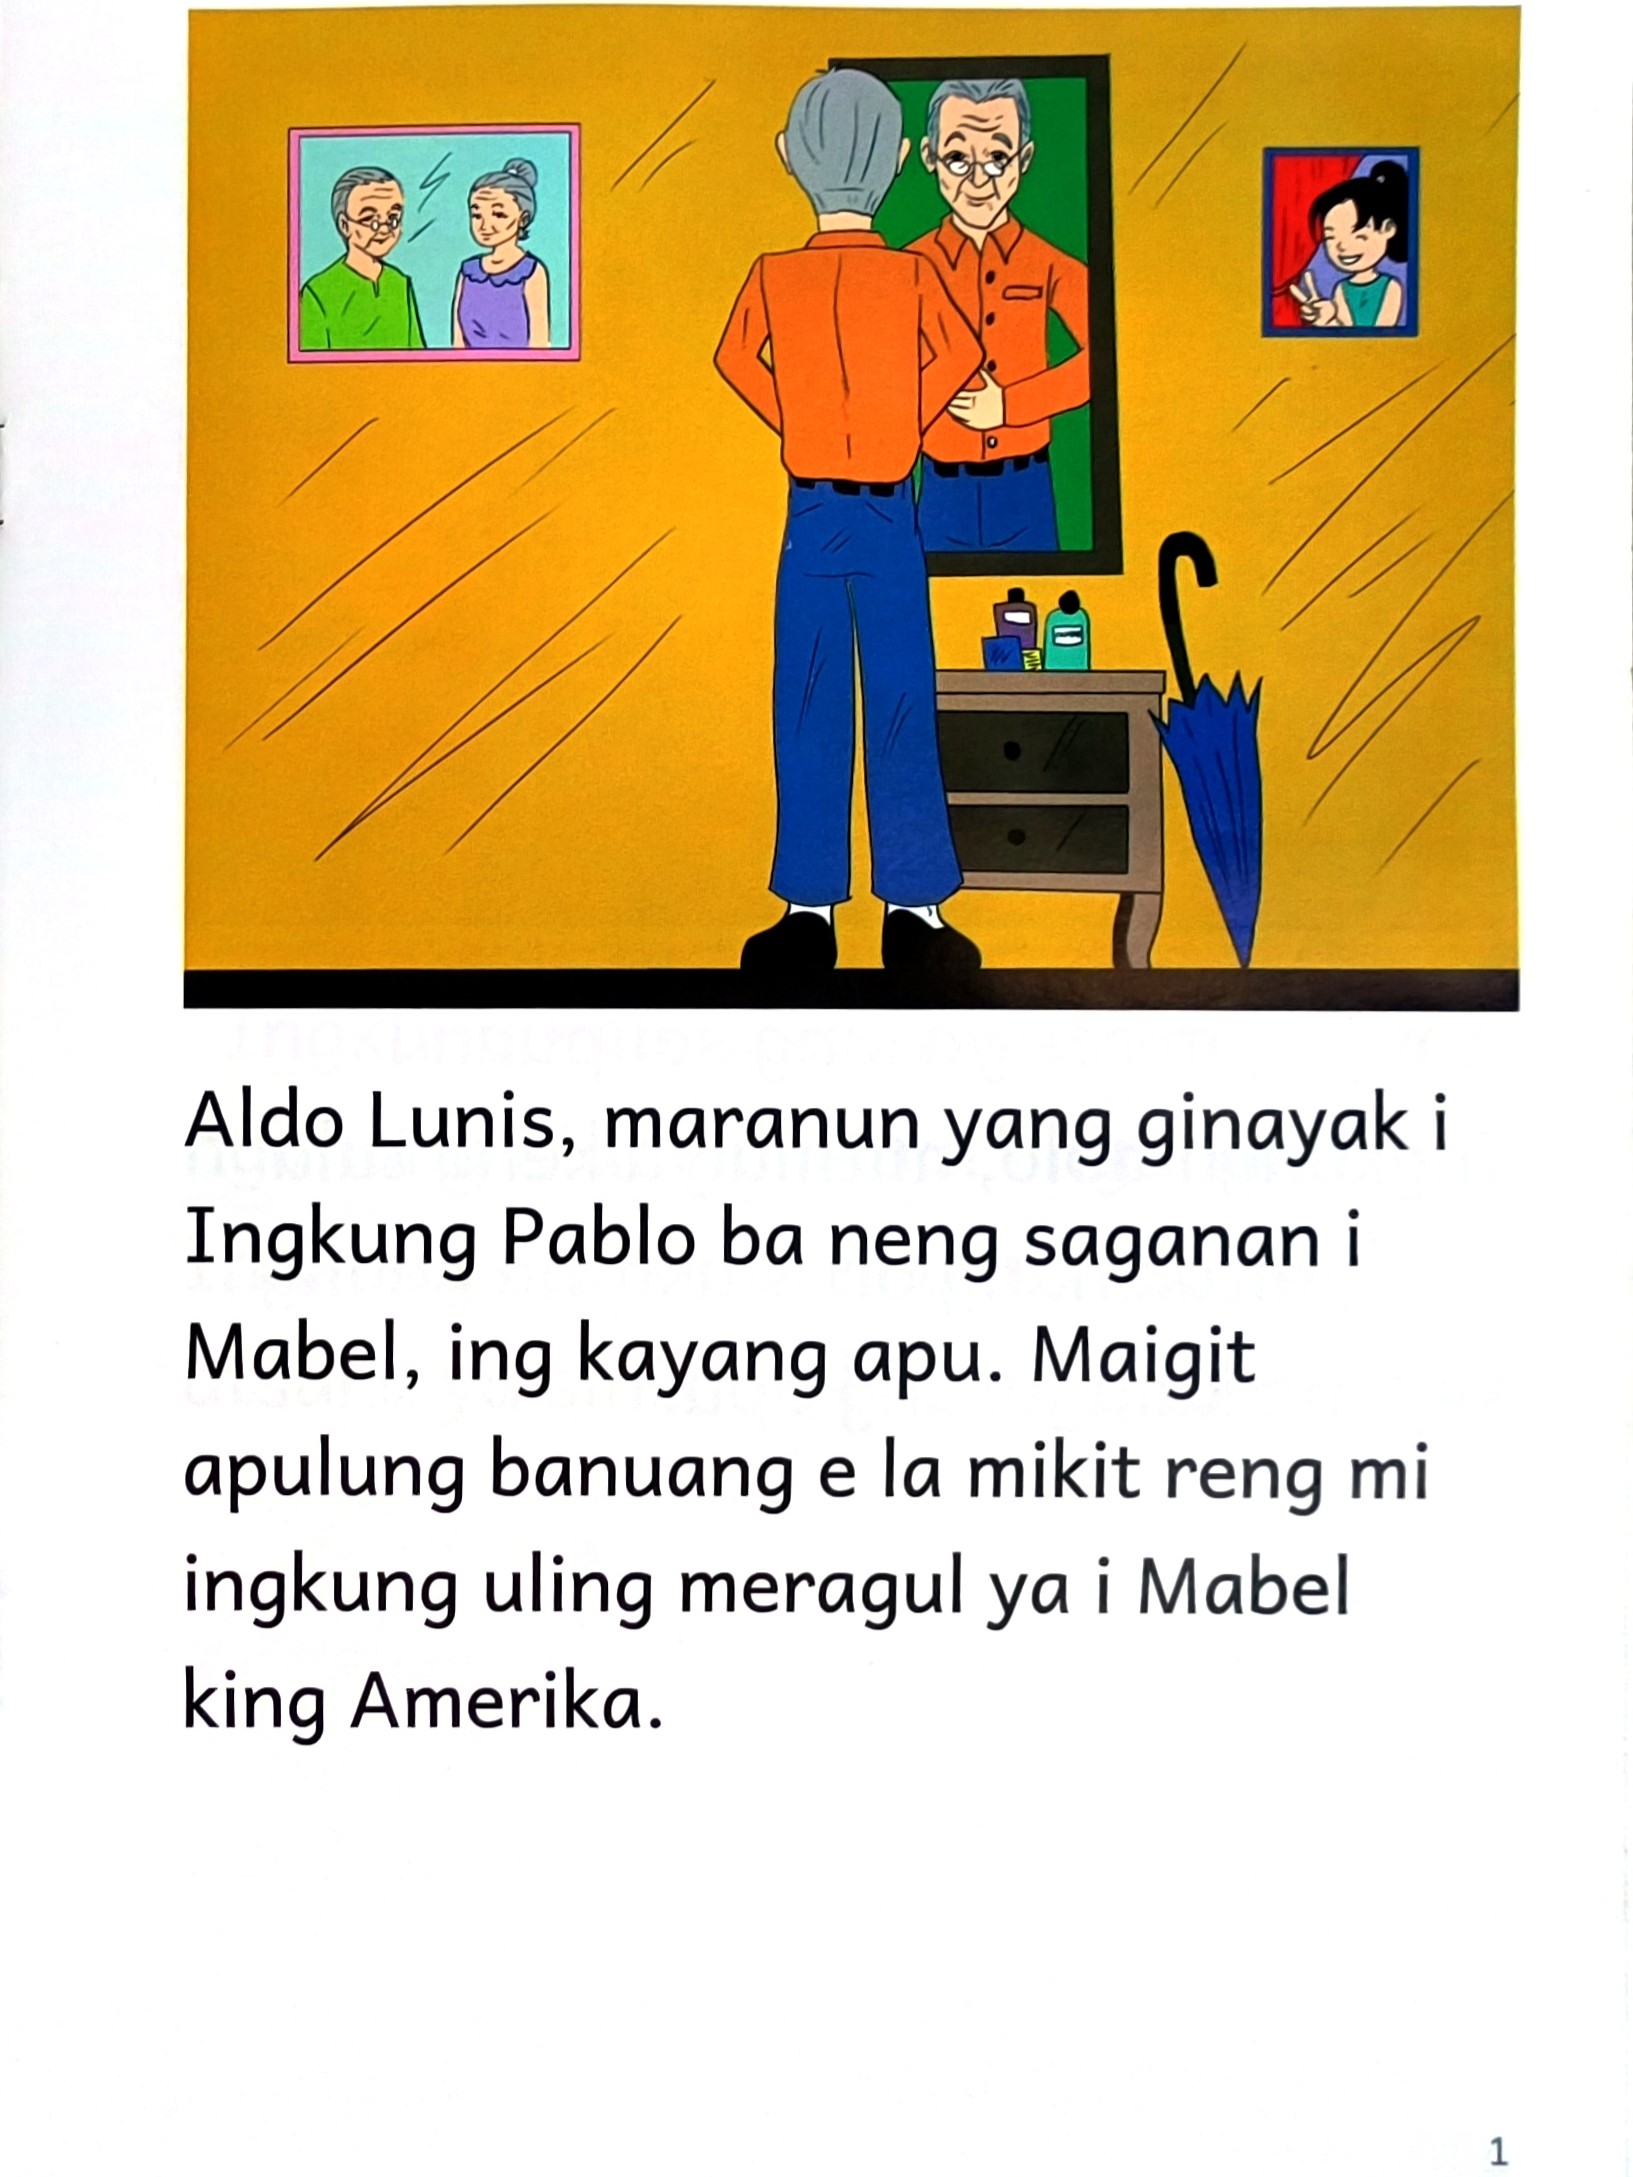 Aldo Lunis, maranun yang ginayak i
Ingkung Pablo ba neng saganan i
Mabel, ing kayang apu. Maigit
apulung banuang e la mikit reng mi
ingkung uling meragul ya i Mabel
king Amerika.
1